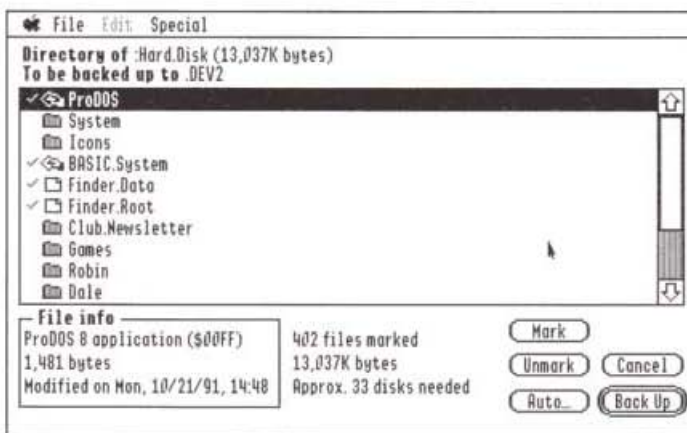 File Edit Special
Directory of :Hard.Disk (13,037K bytes)
To be backed up to .DEV2
ProDOS
System
Icons
BASIC.System
Finder.Data
Finder.Root
Club.Newsletter
Games
Robin
Dale
File info
ProDOS 8 application ($00FF)
1,481 bytes
Modified on Mon, 10/21/91, 14:48
402 files marked
13,037K bytes
Approx. 33 disks needed
Mark
Unmark
Cancel
Auto...
Back Up